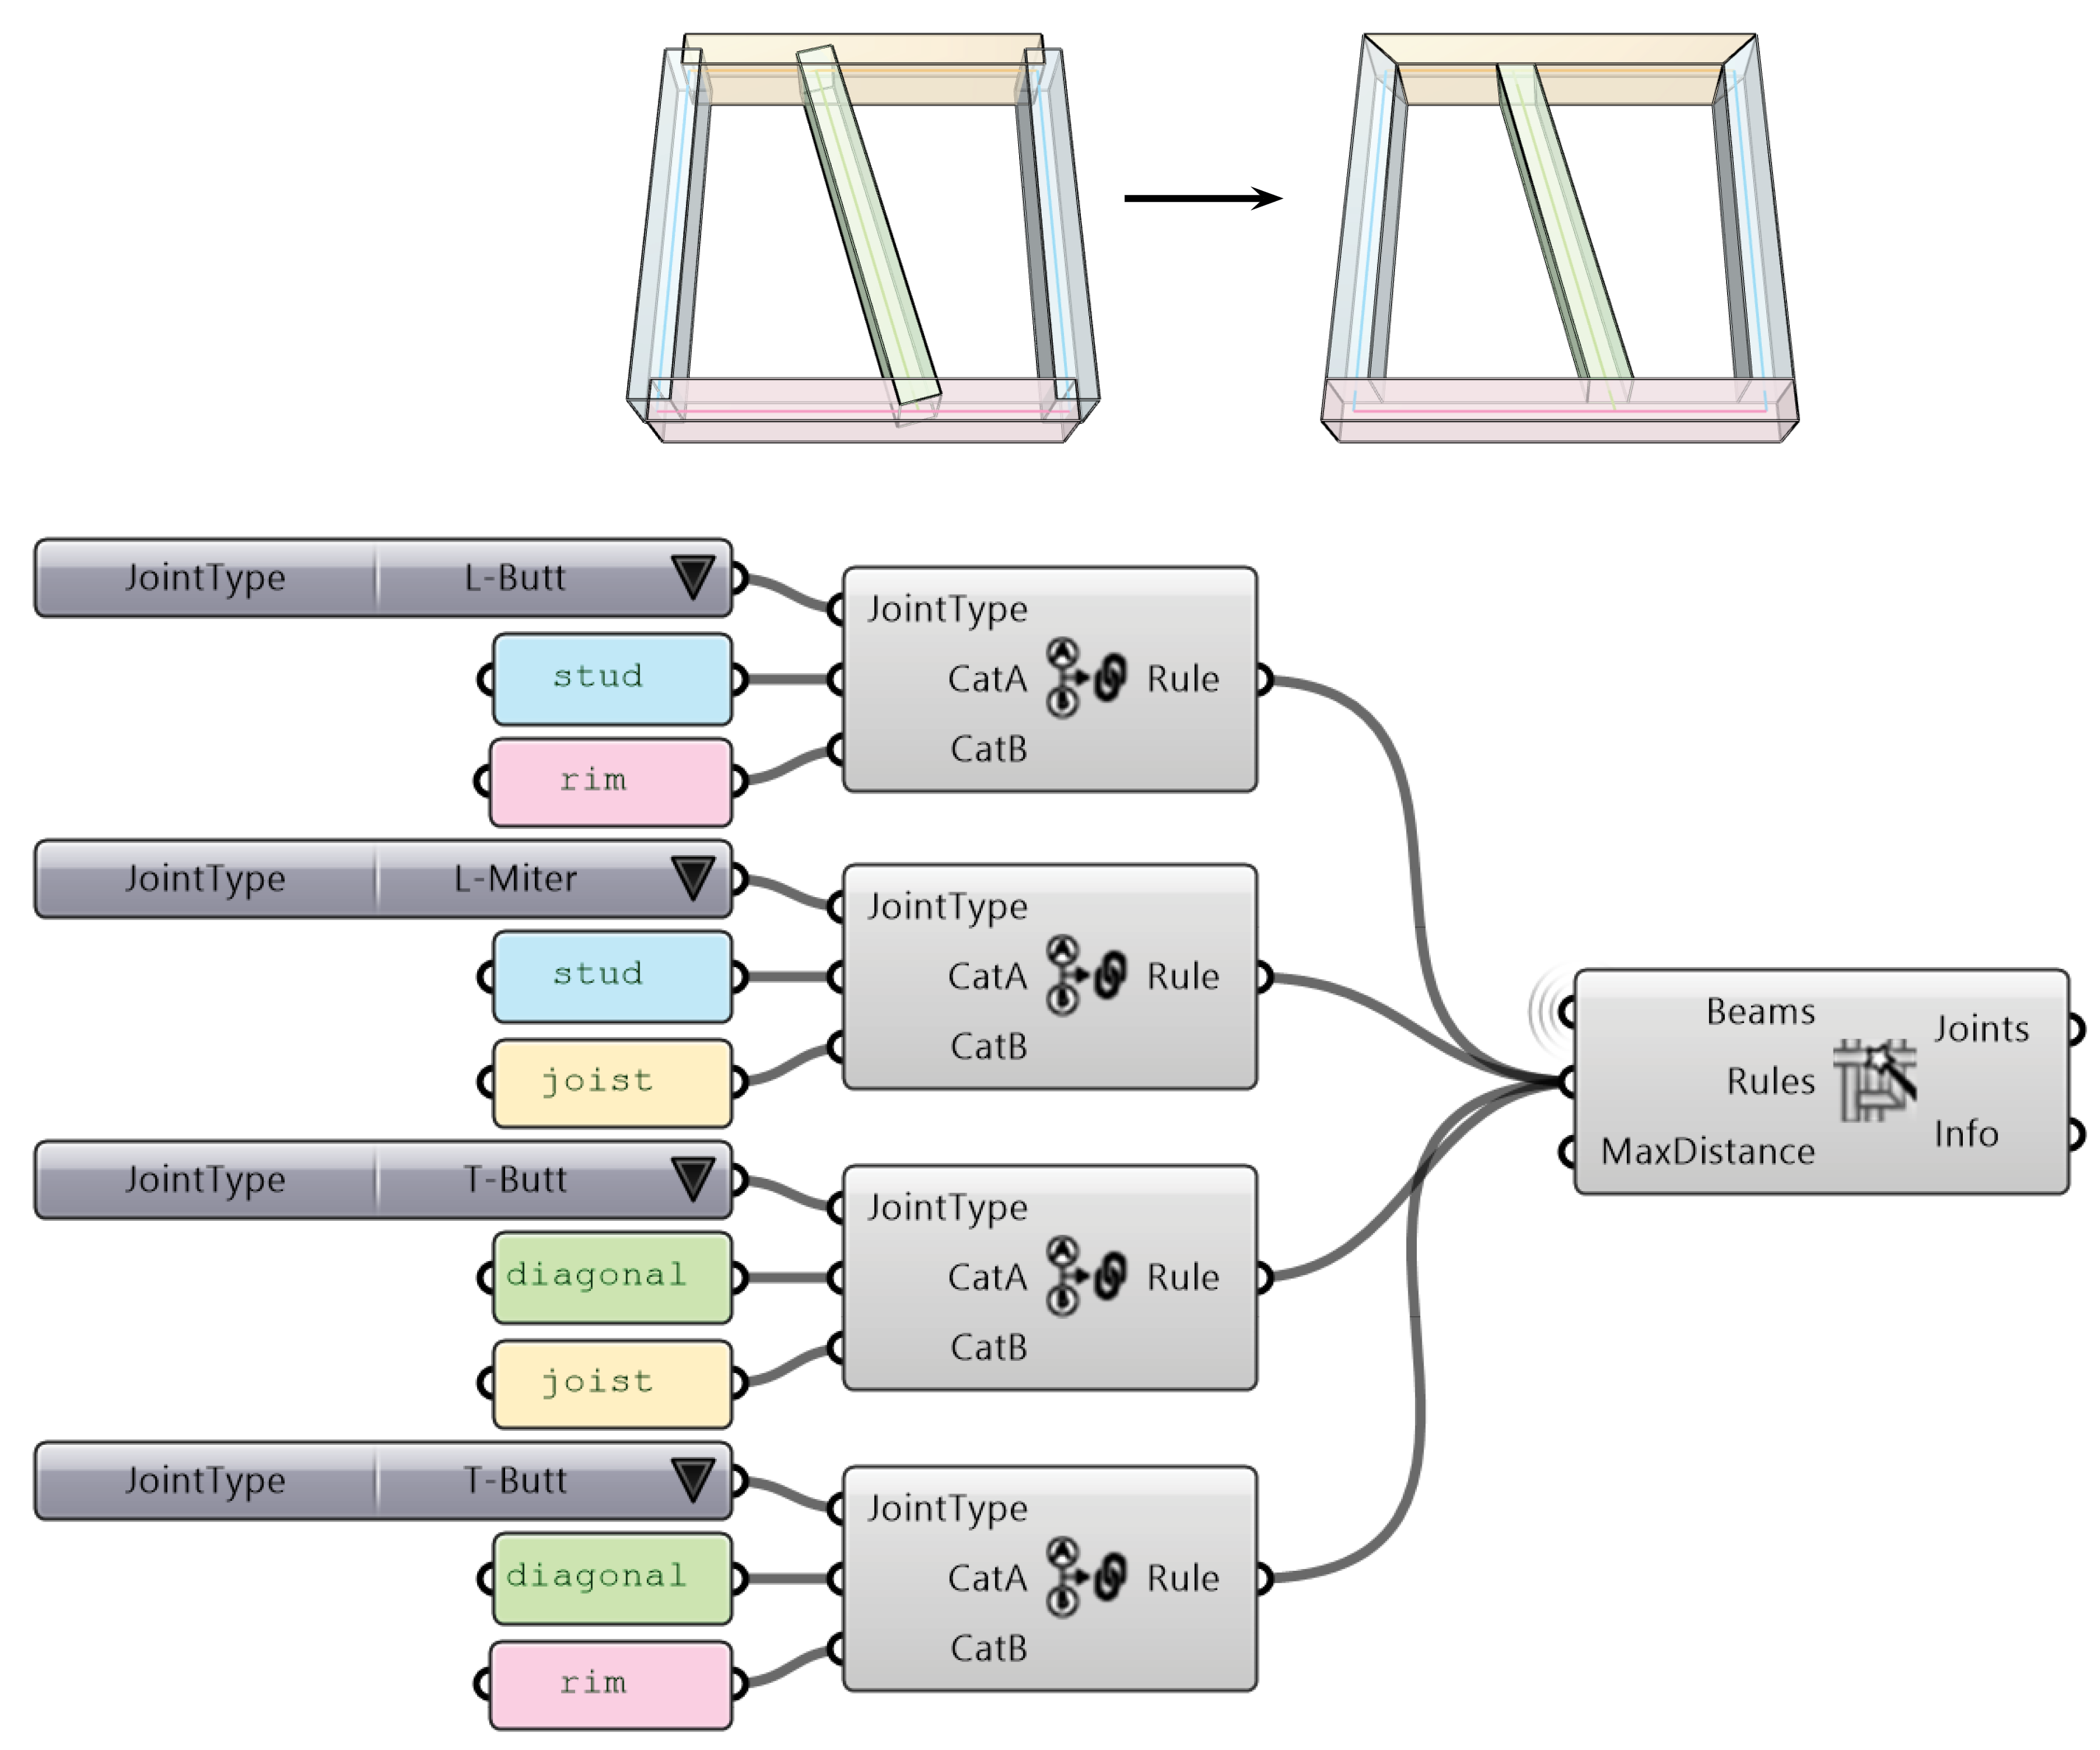 JointType L-Butt
JointType
stud
CatA Rule
rim
CatB
JointType L-Miter
JointType
stud
CatA Rule
joist
CatB
Beams
Joints
Rules
Info
MaxDistance
JointType T-Butt
JointType
diagonal
CatA Rule
joist
CatB
JointType T-Butt
JointType
diagonal
CatA Rule
rim
CatB